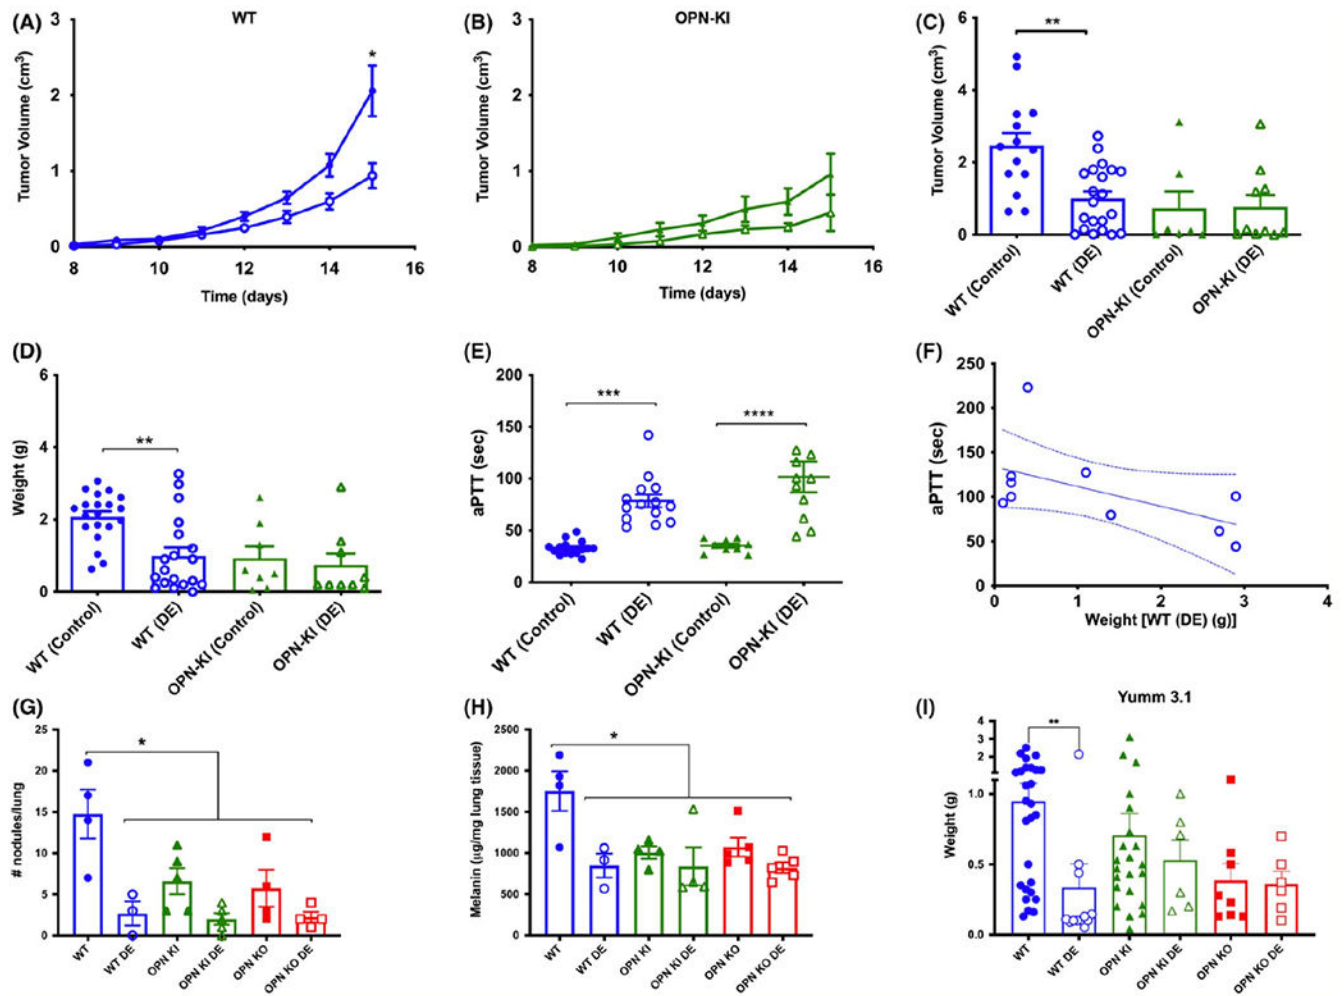 (A)
WT
Tumor Volume (cm³)
3
2
1
0
*
8
10
12
14
16
Time (days)
(B)
OPN-KI
Tumor Volume (cm³)
3
2
1
0
8
10
12
14
16
Time (days)
(C)
Tumor Volume (cm³)
6
4
2
0
**
WT (Control)
WT (DE)
OPN-KI (Control)
OPN-KI (DE)
(D)
Weight (g)
6
4
2
0
**
WT (Control)
WT (DE)
OPN-KI (Control)
OPN-KI (DE)
(E)
aPTT (sec)
200
150
100
50
0
***
****
WT (Control)
WT (DE)
OPN-KI (Control)
OPN-KI (DE)
(F)
aPTT (sec)
250
200
150
100
50
0
0
1
2
3
4
Weight [WT (DE) (g)]
(G)
# nodules/lung
25
20
15
10
5
0
*
WT
WT DE
OPN KI
OPN KI DE
OPN KO
OPN KO DE
(H)
Melanin (µg/mg lung tissue)
2500
2000
1500
1000
500
0
*
WT
WT DE
OPN KI
OPN KI DE
OPN KO
OPN KO DE
(I)
Yumm 3.1
Weight (g)
4
3
2
1.0
0.5
0.0
**
WT
WT DE
OPN KI
OPN KI DE
OPN KO
OPN KO DE